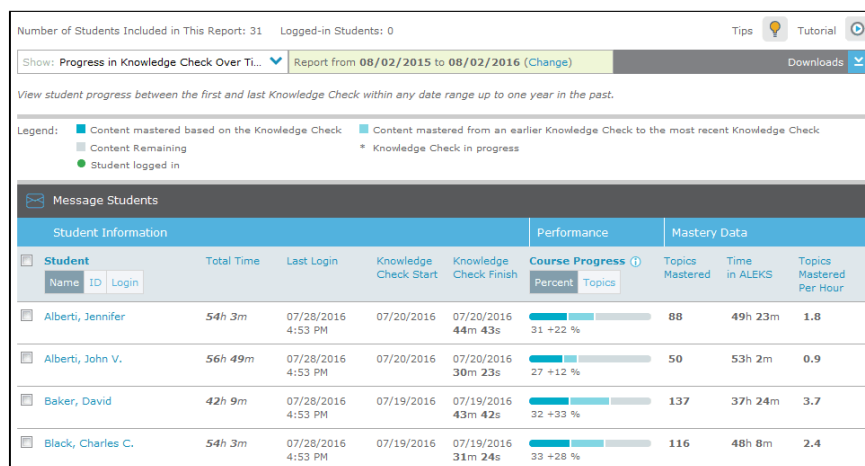 Number of Students Included in This Report: 31 Logged-in Students: 0 Tips Tutorial
Show: Progress in Knowledge Check Over Ti... Report from 08/02/2015 to 08/02/2016 (Change) Downloads
View student progress between the first and last Knowledge Check within any date range up to one year in the past.
Legend: Content mastered based on the Knowledge Check Content mastered from an earlier Knowledge Check to the most recent Knowledge Check
Content Remaining * Knowledge Check in progress
Student logged in
Message Students
Student Information Performance Mastery Data
Student Total Time Last Login Knowledge Knowledge Course Progress Topics Time Topics
Check Start Check Finish Mastered in ALEKS Mastered
Name ID Login Percent Topics Per Hour
Alberti, Jennifer 54h 3m 07/28/2016 07/20/2016 07/20/2016 88 49h 23m 1.8
4:53 PM 44m 43s 31 +22 %
Alberti, John V. 56h 49m 07/28/2016 07/20/2016 07/20/2016 50 53h 2m 0.9
4:53 PM 30m 23s 27 +12 %
Baker, David 42h 9m 07/28/2016 07/19/2016 07/19/2016 137 37h 24m 3.7
4:53 PM 43m 42s 32 +33 %
Black, Charles C. 54h 3m 07/28/2016 07/19/2016 07/19/2016 116 48h 8m 2.4
4:53 PM 31m 24s 33 +28 %